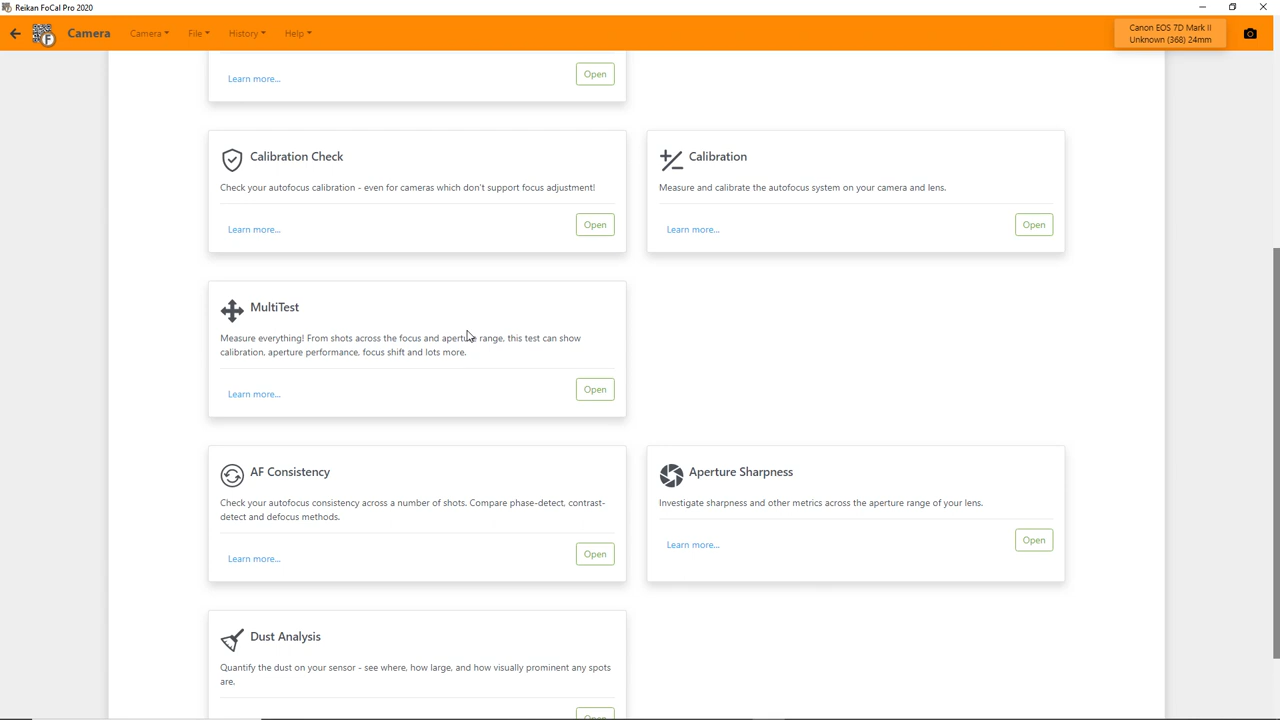 Reikan FoCal Pro 2020
Camera Camera File History Help Canon EOS 7D Mark II
Unknown (368) 24mm
Learn more... Open
Calibration Check
Check your autofocus calibration - even for cameras which don't support focus adjustment!
Learn more... Open
Calibration
Measure and calibrate the autofocus system on your camera and lens.
Learn more... Open
MultiTest
Measure everything! From shots across the focus and aperture range, this test can show
calibration, aperture performance, focus shift and lots more.
Learn more... Open
AF Consistency
Check your autofocus consistency across a number of shots. Compare phase-detect, contrast-
detect and defocus methods.
Learn more... Open
Aperture Sharpness
Investigate sharpness and other metrics across the aperture range of your lens.
Learn more... Open
Dust Analysis
Quantify the dust on your sensor - see where, how large, and how visually prominent any spots
are.
Open